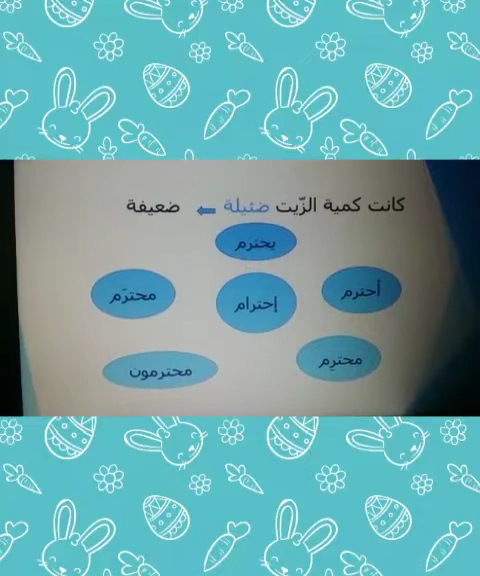 كانت كمية الزّيت ضئيلة ← ضعيفة
يحترم
أحترم
إحترام
محترَم
محترِم
محترمون